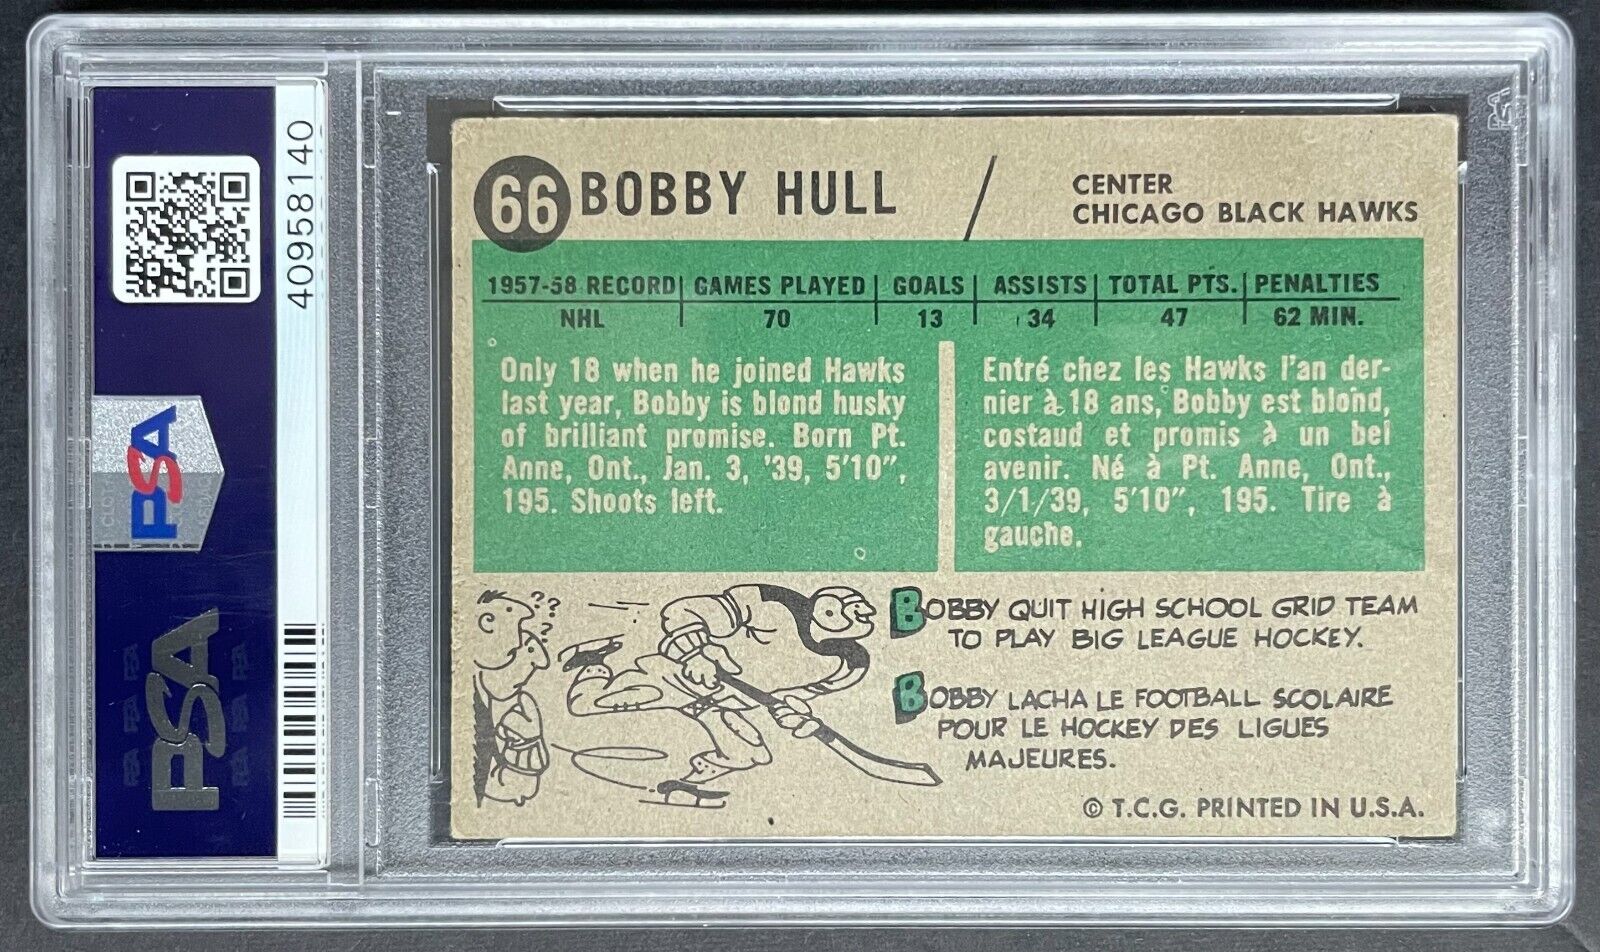 40958140
PSA
PSA
66 BOBBY HULL
CENTER
CHICAGO BLACK HAWKS
1957-58 RECORD GAMES PLAYED GOALS ASSISTS TOTAL PTS. PENALTIES
NHL 70 13 34 47 62 MIN.
Only 18 when he joined Hawks
last year, Bobby is blond husky
of brilliant promise. Born Pt.
Anne, Ont., Jan. 3, '39, 5'10",
195. Shoots left.
Entré chez les Hawks l'an der-
nier à 18 ans, Bobby est blond,
costaud et promis à un bel
avenir. Né à Pt. Anne, Ont.,
3/1/39, 5'10", 195. Tire à
gauche.
???
??
BOBBY QUIT HIGH SCHOOL GRID TEAM
TO PLAY BIG LEAGUE HOCKEY.
BOBBY LACHA LE FOOTBALL SCOLAIRE
POUR LE HOCKEY DES LIGUES
MAJEURES.
© T.C.G. PRINTED IN U.S.A.